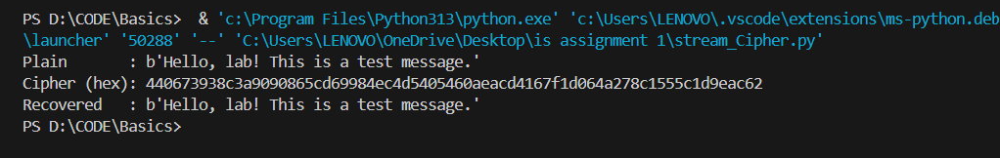 PS D:\CODE\Basics>  & 'c:\Program Files\Python313\python.exe' 'c:\Users\LENOVO\.vscode\extensions\ms-python.deb
\launcher' '50288' '--' 'C:\Users\LENOVO\OneDrive\Desktop\is assignment 1\stream_Cipher.py'
Plain       : b'Hello, lab! This is a test message.'
Cipher (hex): 440673938c3a9090865cd69984ec4d5405460aeacd4167f1d064a278c1555c1d9eac62
Recovered   : b'Hello, lab! This is a test message.'
PS D:\CODE\Basics>